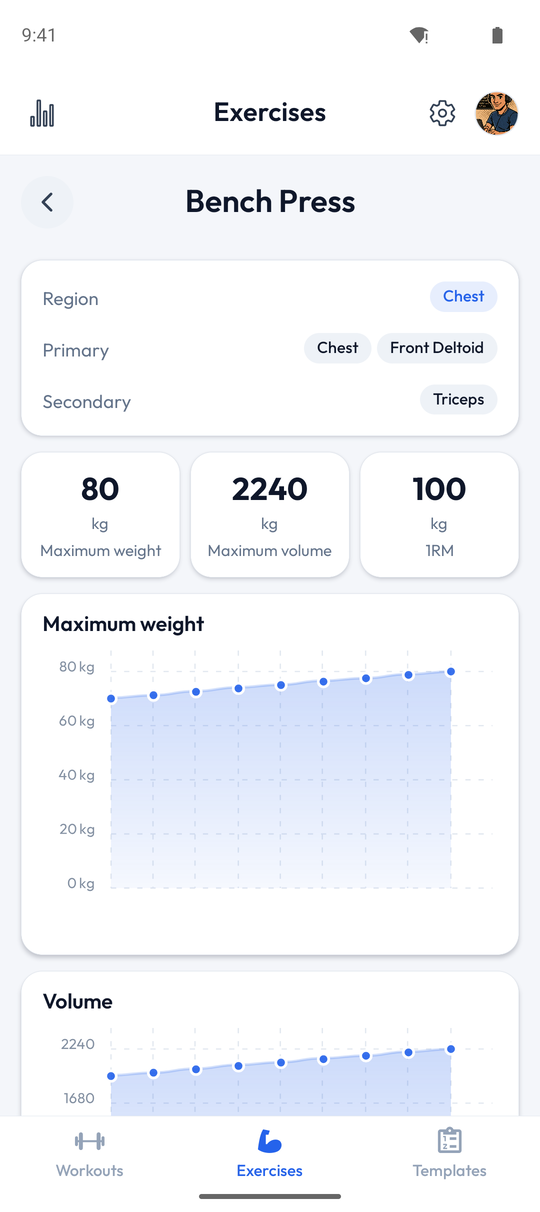 9:41
Exercises
Bench Press
Region Chest
Primary Chest Front Deltoid
Secondary Triceps
80 2240 100
kg kg kg
Maximum weight Maximum volume 1RM
Maximum weight
80 kg
60 kg
40 kg
20 kg
0 kg
Volume
2240
1680
Workouts Exercises Templates